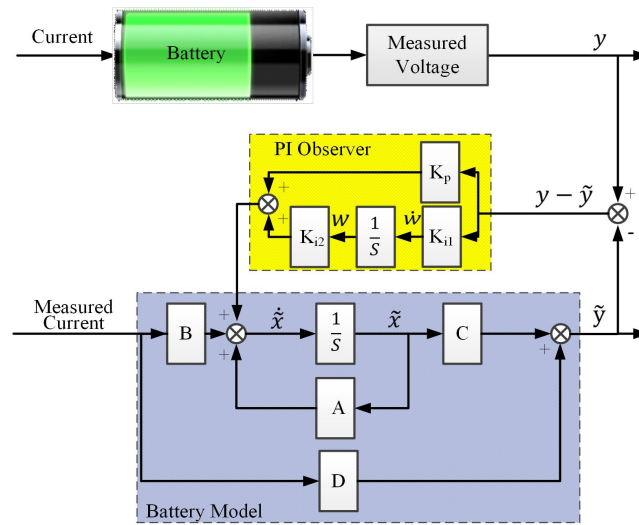 Current
Battery
Measured
Voltage
y
PI Observer
Kp
+
+
y − ỹ
+
-
Ki2
w
1
S
ẇ
Ki1
Measured
Current
B
+
+
ẋ̃
1
S
x̃
C
+
ỹ
A
D
Battery Model